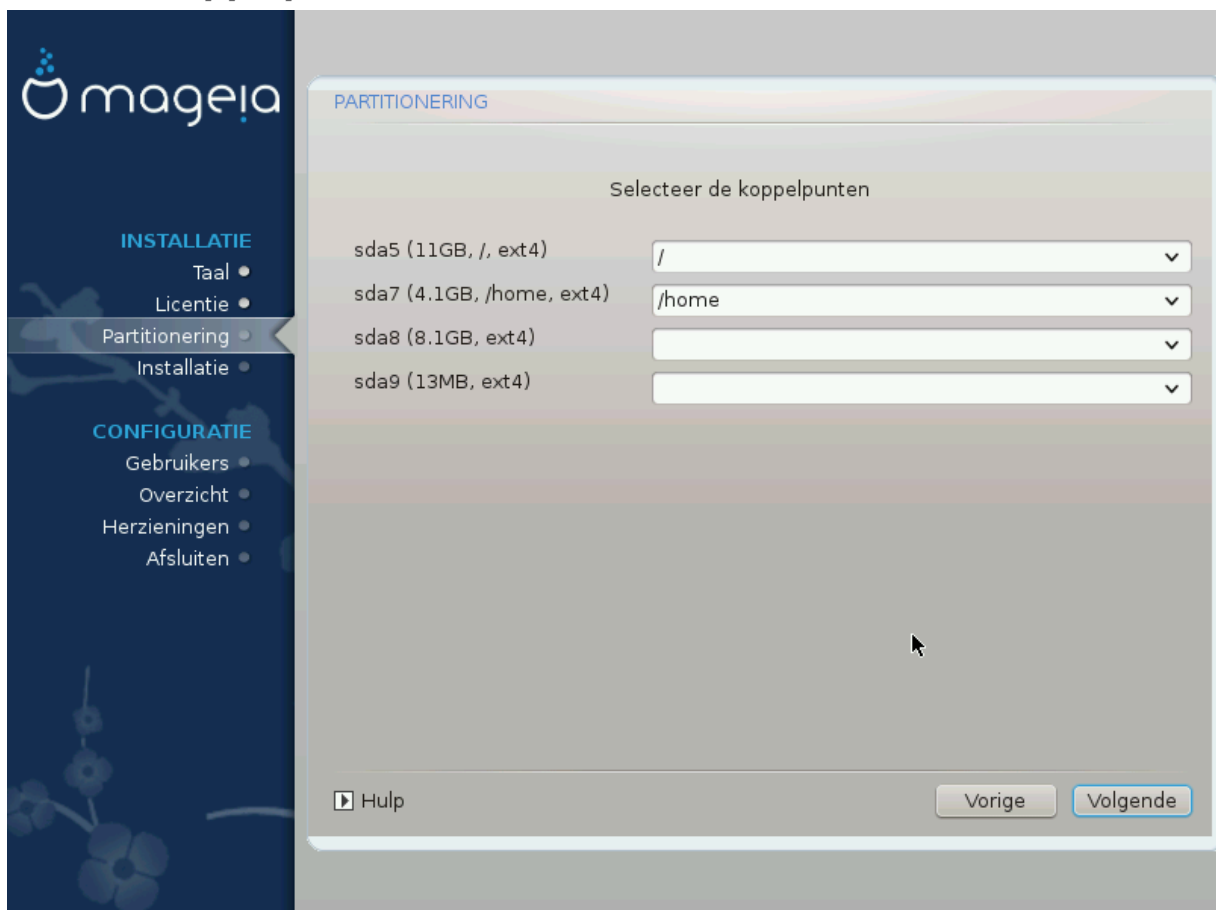 mageia
PARTITIONERING
Selecteer de koppelpunten
INSTALLATIE
Taal
Licentie
Partitionering
Installatie
CONFIGURATIE
Gebruikers
Overzicht
Herzieningen
Afsluiten
sda5 (11GB, /, ext4) /
sda7 (4.1GB, /home, ext4) /home
sda8 (8.1GB, ext4)
sda9 (13MB, ext4)
Hulp
Vorige Volgende